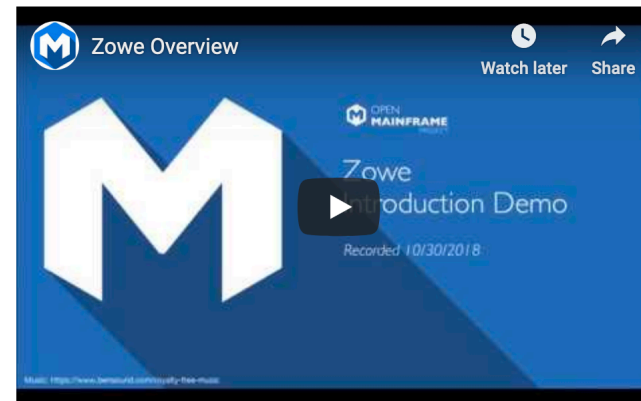 Zowe Overview
Watch later
Share
OPEN
MAINFRAME
PROJECT
Zowe
Introduction Demo
Recorded 10/30/2018
Music: https://www.bensound.com/royalty-free-music